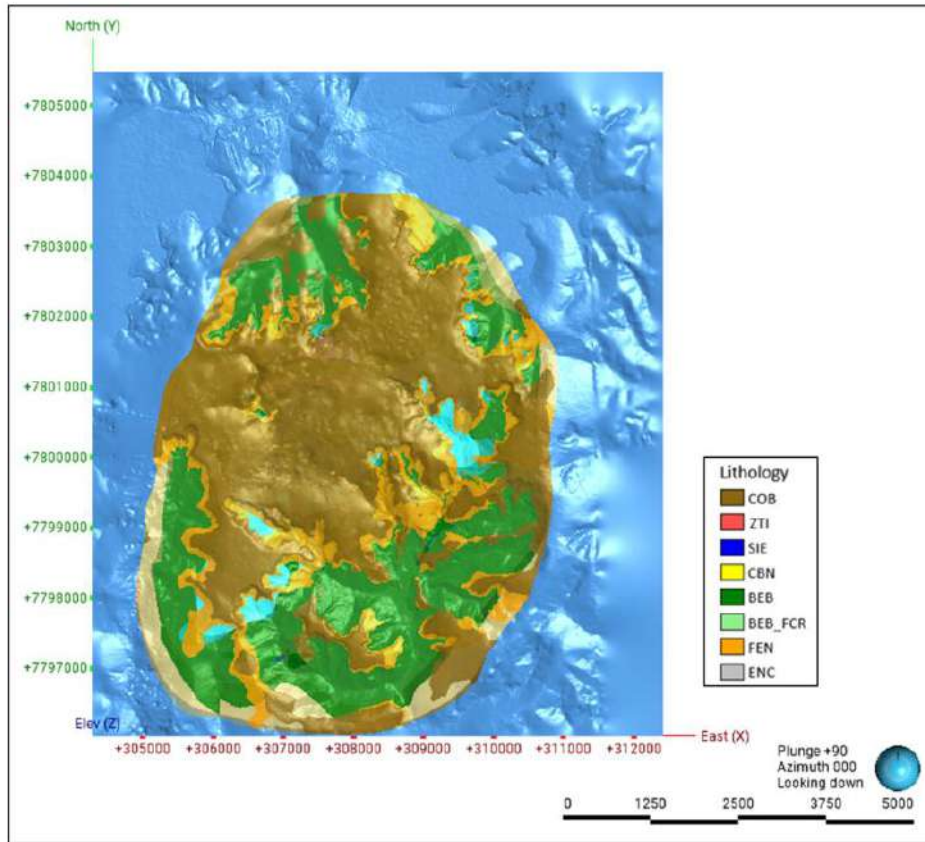 North (Y)
+7805000
+7804000
+7803000
+7802000
+7801000
+7800000
+7799000
+7798000
+7797000
Elev (Z)
+305000 +306000 +307000 +308000 +309000 +310000 +311000 +312000
East (X)
Lithology
COB
ZTI
SIE
CBN
BEB
BEB_FCR
FEN
ENC
Plunge +90
Azimuth 000
Looking down
0 1250 2500 3750 5000